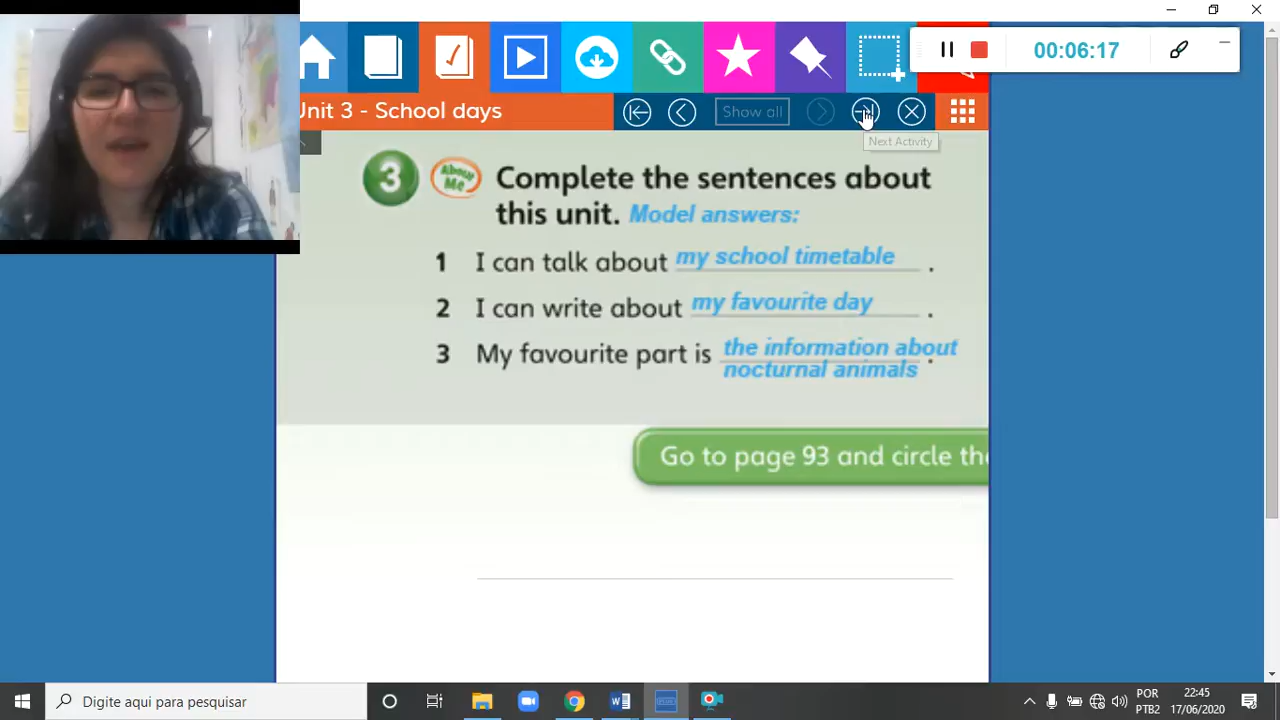 00:06:17
Unit 3 - School days
Show all
Next Activity
3
About Me
Complete the sentences about
this unit. Model answers:
1 I can talk about my school timetable .
2 I can write about my favourite day .
3 My favourite part is the information about
nocturnal animals .
Go to page 93 and circle the
Digite aqui para pesquisar
POR
PTB2
22:45
17/06/2020